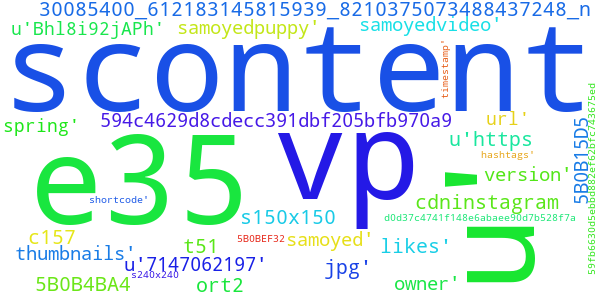 30085400_612183145815939_8210375073488437248_n
u'Bhl8i92jAPh'
samoyedpuppy'
samoyedvideo'
scontent
timestamp'
spring'
594c4629d8cdecc391dbf205bfb970a9
url'
e35
vp
u'https
hashtags'
5B0B15D5
59fb6630d5ebbd882ef62bfc743675ed
version'
shortcode'
s150x150
cdninstagram
d0d37c4741f148e6abaee90d7b528f7a
c157
t51
5B0BEF32
samoyed'
likes'
u'
thumbnails'
u'7147062197'
s240x240
jpg'
5B0B4BA4
ort2
owner'